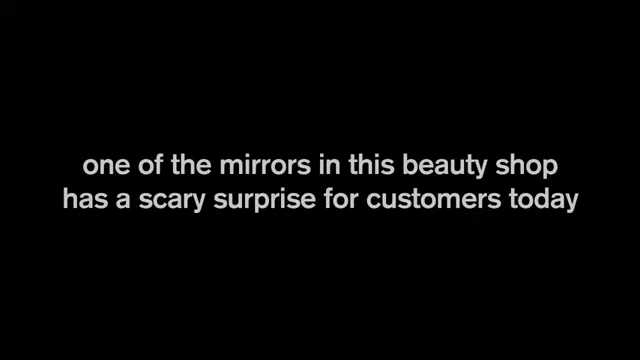 one of the mirrors in this beauty shop
has a scary surprise for customers today